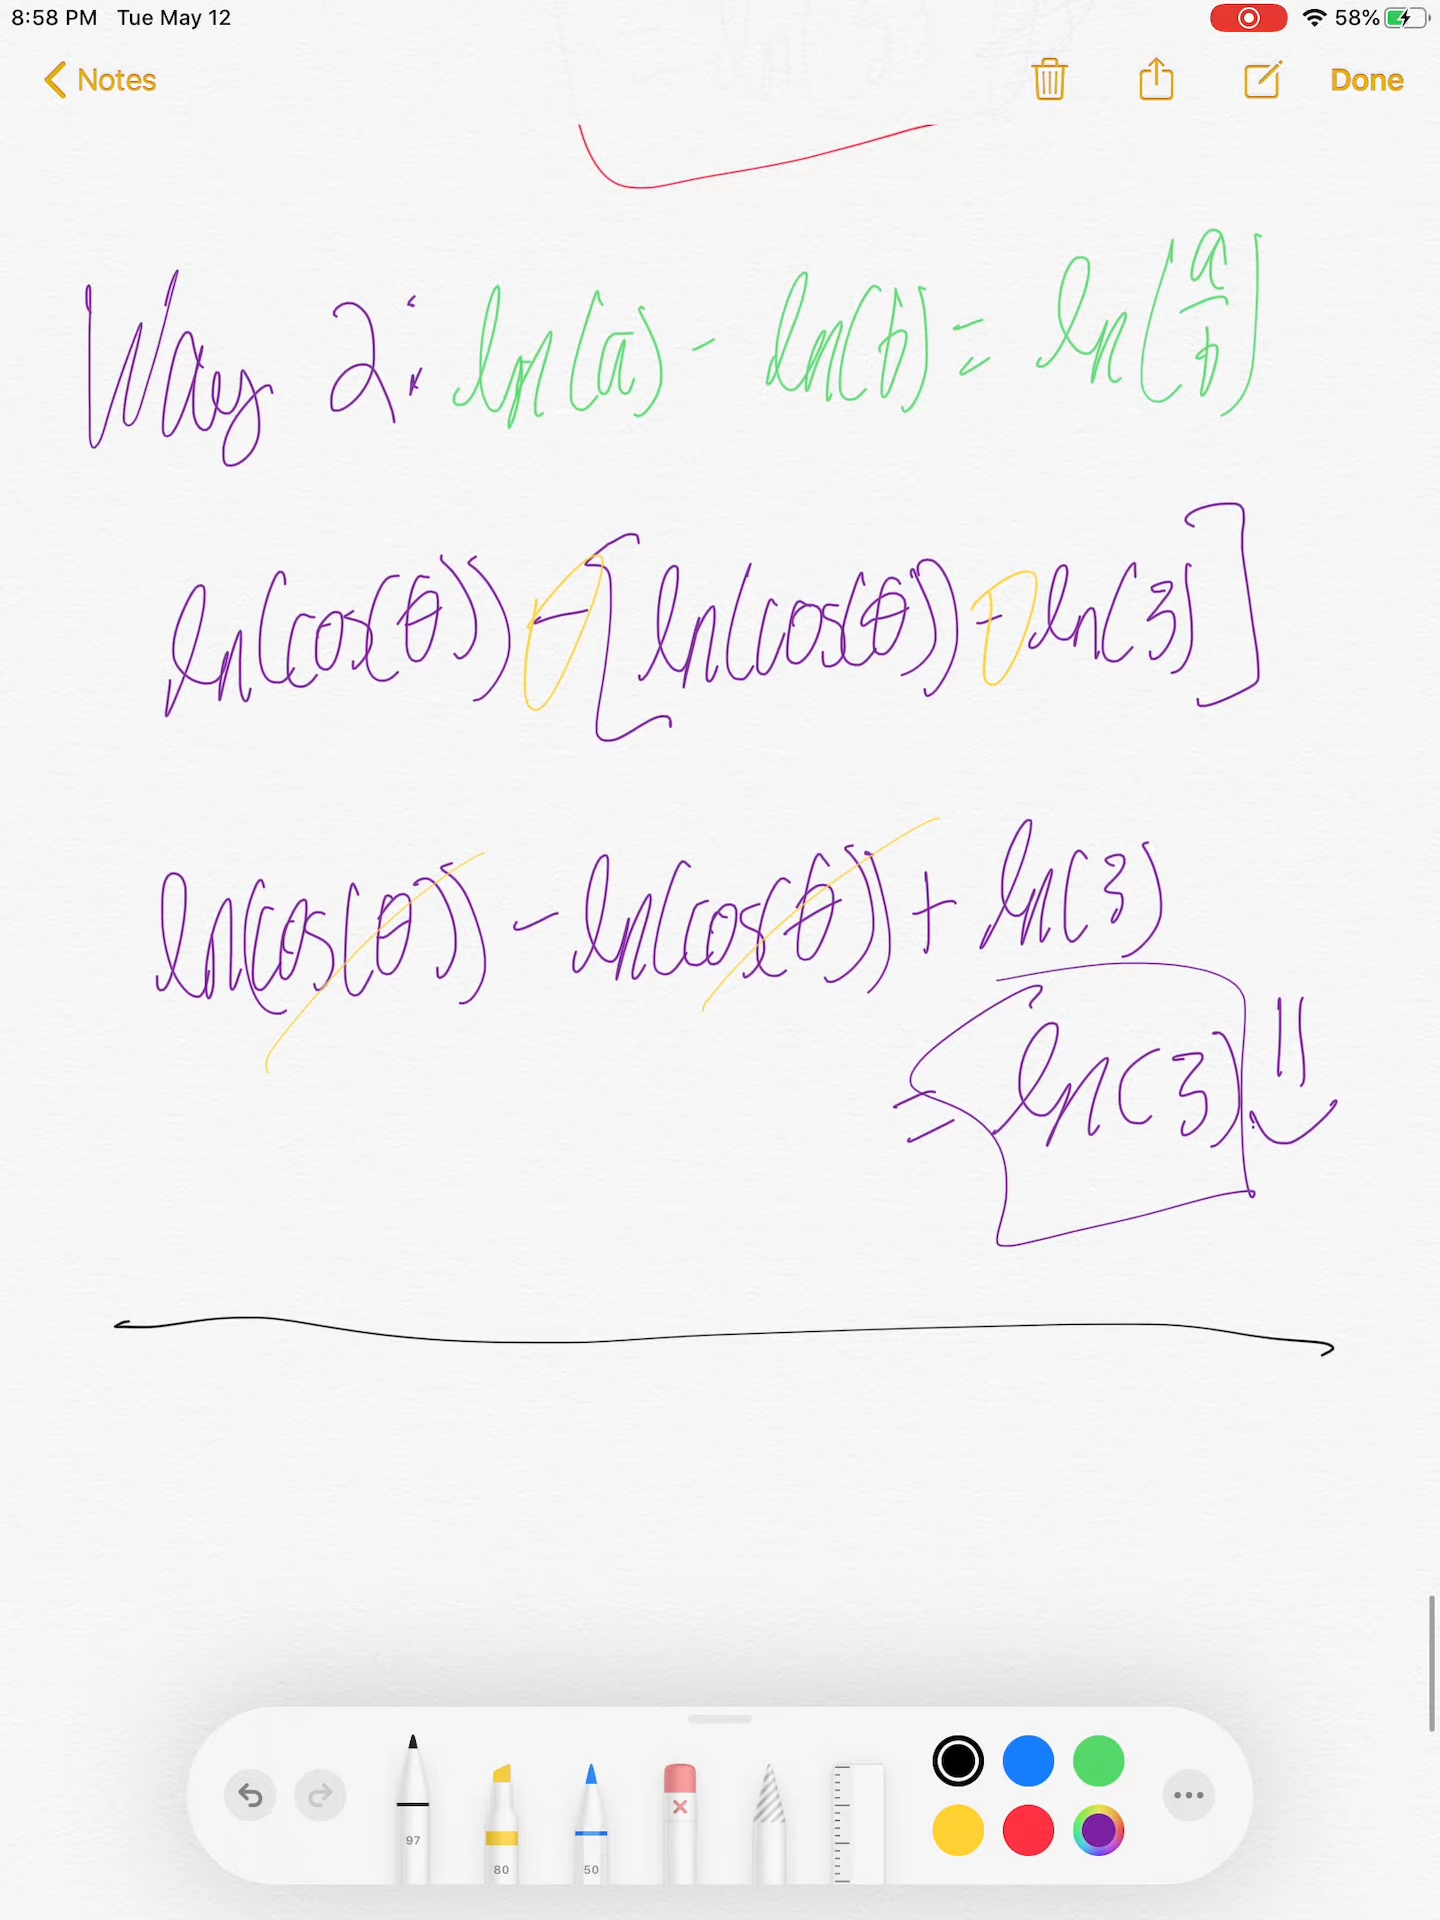 8:58 PM Tue May 12 58%
Notes Done
Way 2: ln(a) - ln(b) = ln(a/b)
ln(cos(θ)) - [ln(cos(θ)) - ln(3)]
ln(cos(θ)) - ln(cos(θ)) + ln(3)
= ln(3)
97 80 50